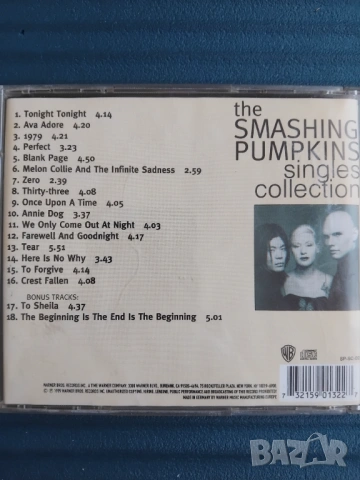 the
SMASHING
PUMPKINS
singles
collection
1. Tonight Tonight 4.14
2. Ava Adore 4.20
3. 1979 4.21
4. Perfect 3.23
5. Blank Page 4.50
6. Melon Collie And The Infinite Sadness 2.59
7. Zero 2.39
8. Thirty-three 4.08
9. Once Upon A Time 4.05
10. Annie Dog 3.37
11. We Only Come Out At Night 4.03
12. Farewell And Goodnight 4.17
13. Tear 5.51
14. Here Is No Why 3.43
15. To Forgive 4.14
16. Crest Fallen 4.08
BONUS TRACKS:
17. To Sheila 4.37
18. The Beginning Is The End Is The Beginning 5.01
WB
7 32159 01322 7
BAZAR